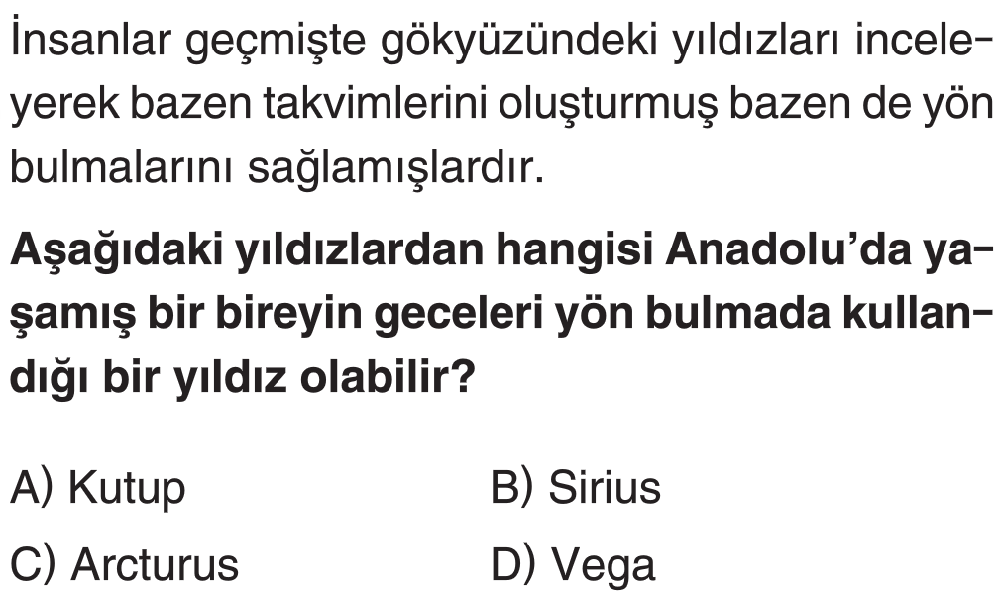 İnsanlar geçmişte gökyüzündeki yıldızları incele-
yerek bazen takvimlerini oluşturmuş bazen de yön
bulmalarını sağlamışlardır.
Aşağıdaki yıldızlardan hangisi Anadolu’da ya-
şamış bir bireyin geceleri yön bulmada kullan-
dığı bir yıldız olabilir?
A) Kutup B) Sirius
C) Arcturus D) Vega